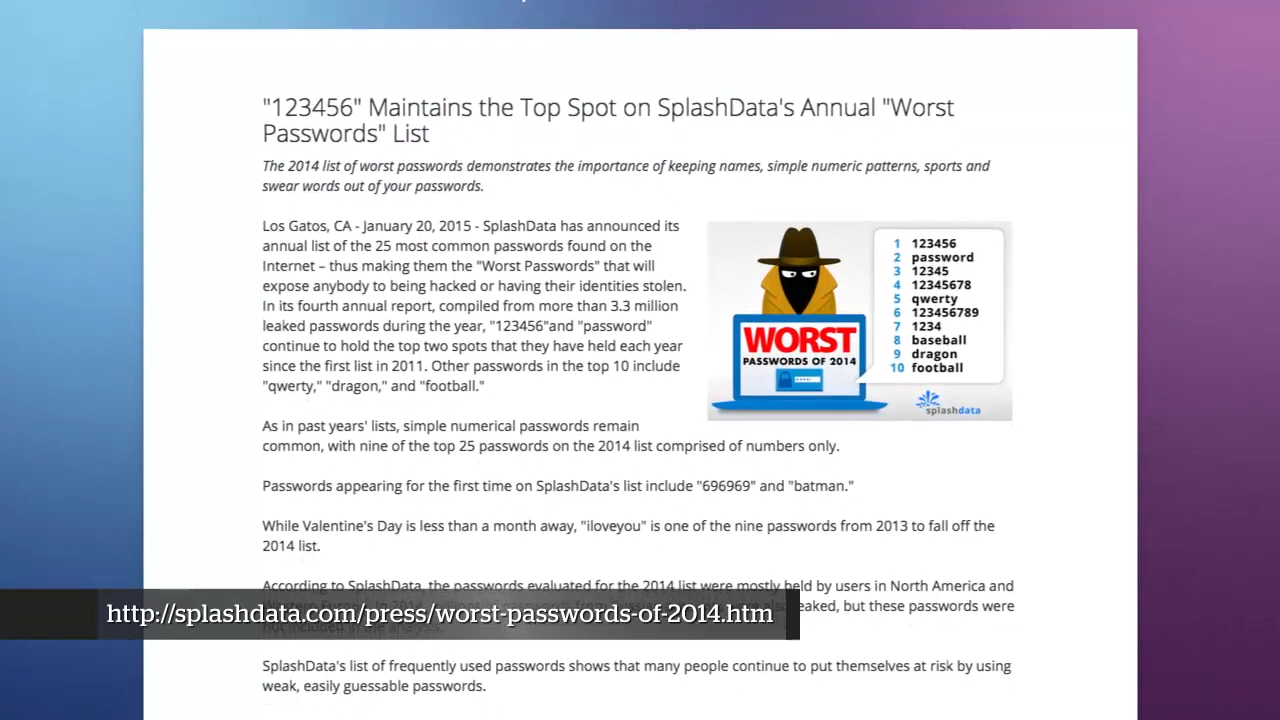 "123456" Maintains the Top Spot on SplashData's Annual "Worst
Passwords" List
The 2014 list of worst passwords demonstrates the importance of keeping names, simple numeric patterns, sports and
swear words out of your passwords.
Los Gatos, CA - January 20, 2015 - SplashData has announced its
annual list of the 25 most common passwords found on the
Internet – thus making them the "Worst Passwords" that will
expose anybody to being hacked or having their identities stolen.
In its fourth annual report, compiled from more than 3.3 million
leaked passwords during the year, "123456"and "password"
continue to hold the top two spots that they have held each year
since the first list in 2011. Other passwords in the top 10 include
"qwerty," "dragon," and "football."
WORST
PASSWORDS OF 2014
1 123456
2 password
3 12345
4 12345678
5 qwerty
6 123456789
7 1234
8 baseball
9 dragon
10 football
splashdata
As in past years' lists, simple numerical passwords remain
common, with nine of the top 25 passwords on the 2014 list comprised of numbers only.
Passwords appearing for the first time on SplashData's list include "696969" and "batman."
While Valentine's Day is less than a month away, "iloveyou" is one of the nine passwords from 2013 to fall off the
2014 list.
According to SplashData, the passwords evaluated for the 2014 list were mostly held by users in North America and
leaked, but these passwords were
http://splashdata.com/press/worst-passwords-of-2014.htm
SplashData's list of frequently used passwords shows that many people continue to put themselves at risk by using
weak, easily guessable passwords.